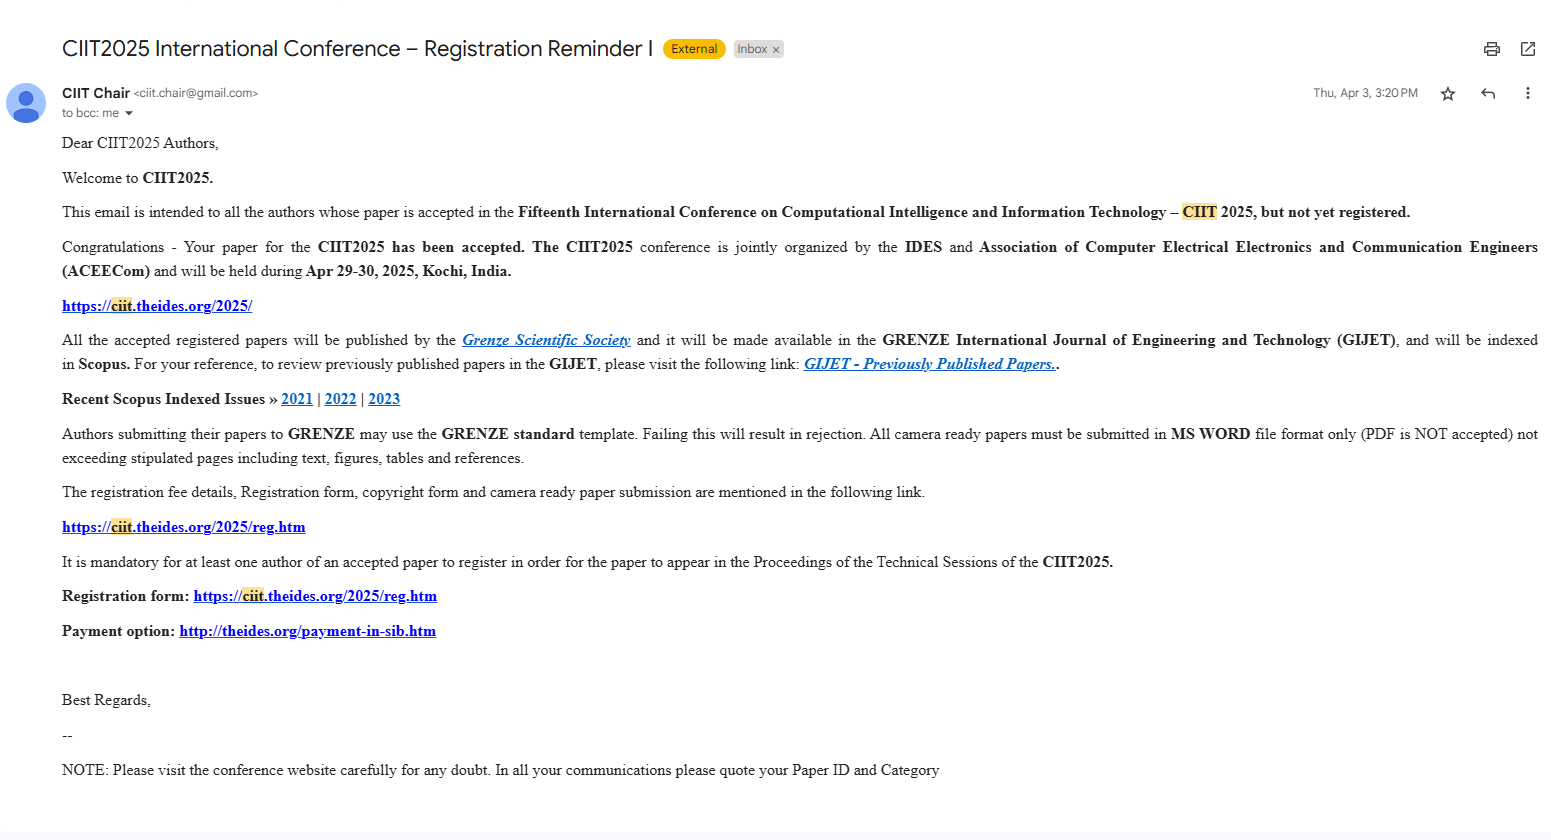 CIIT2025 International Conference – Registration Reminder I External Inbox ×
CIIT Chair <ciit.chair@gmail.com> Thu, Apr 3, 3:20 PM
to bcc: me
Dear CIIT2025 Authors,
Welcome to CIIT2025.
This email is intended to all the authors whose paper is accepted in the Fifteenth International Conference on Computational Intelligence and Information Technology – CIIT 2025, but not yet registered.
Congratulations - Your paper for the CIIT2025 has been accepted. The CIIT2025 conference is jointly organized by the IDES and Association of Computer Electrical Electronics and Communication Engineers
(ACEECom) and will be held during Apr 29-30, 2025, Kochi, India.
https://ciit.theides.org/2025/
All the accepted registered papers will be published by the Grenze Scientific Society and it will be made available in the GRENZE International Journal of Engineering and Technology (GIJET), and will be indexed
in Scopus. For your reference, to review previously published papers in the GIJET, please visit the following link: GIJET - Previously Published Papers..
Recent Scopus Indexed Issues » 2021 | 2022 | 2023
Authors submitting their papers to GRENZE may use the GRENZE standard template. Failing this will result in rejection. All camera ready papers must be submitted in MS WORD file format only (PDF is NOT accepted) not
exceeding stipulated pages including text, figures, tables and references.
The registration fee details, Registration form, copyright form and camera ready paper submission are mentioned in the following link.
https://ciit.theides.org/2025/reg.htm
It is mandatory for at least one author of an accepted paper to register in order for the paper to appear in the Proceedings of the Technical Sessions of the CIIT2025.
Registration form: https://ciit.theides.org/2025/reg.htm
Payment option: http://theides.org/payment-in-sib.htm
Best Regards,
--
NOTE: Please visit the conference website carefully for any doubt. In all your communications please quote your Paper ID and Category